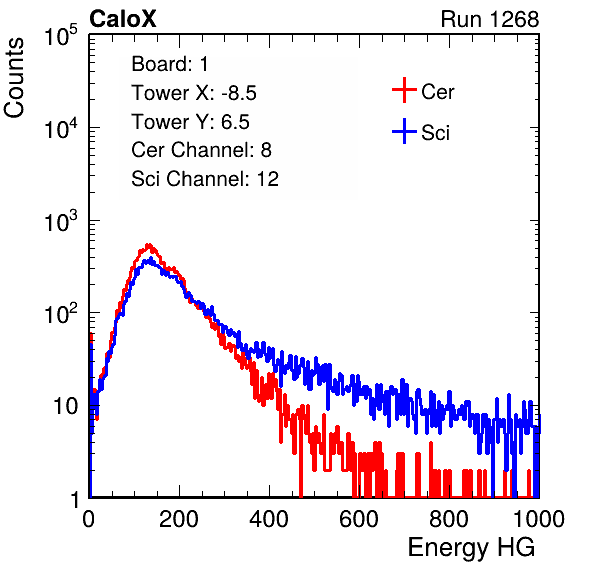 CaloX Run 1268
Counts
Board: 1
Tower X: -8.5
Tower Y: 6.5
Cer Channel: 8
Sci Channel: 12
Cer
Sci
10^5
10^4
10^3
10^2
10
1
0 200 400 600 800 1000
Energy HG